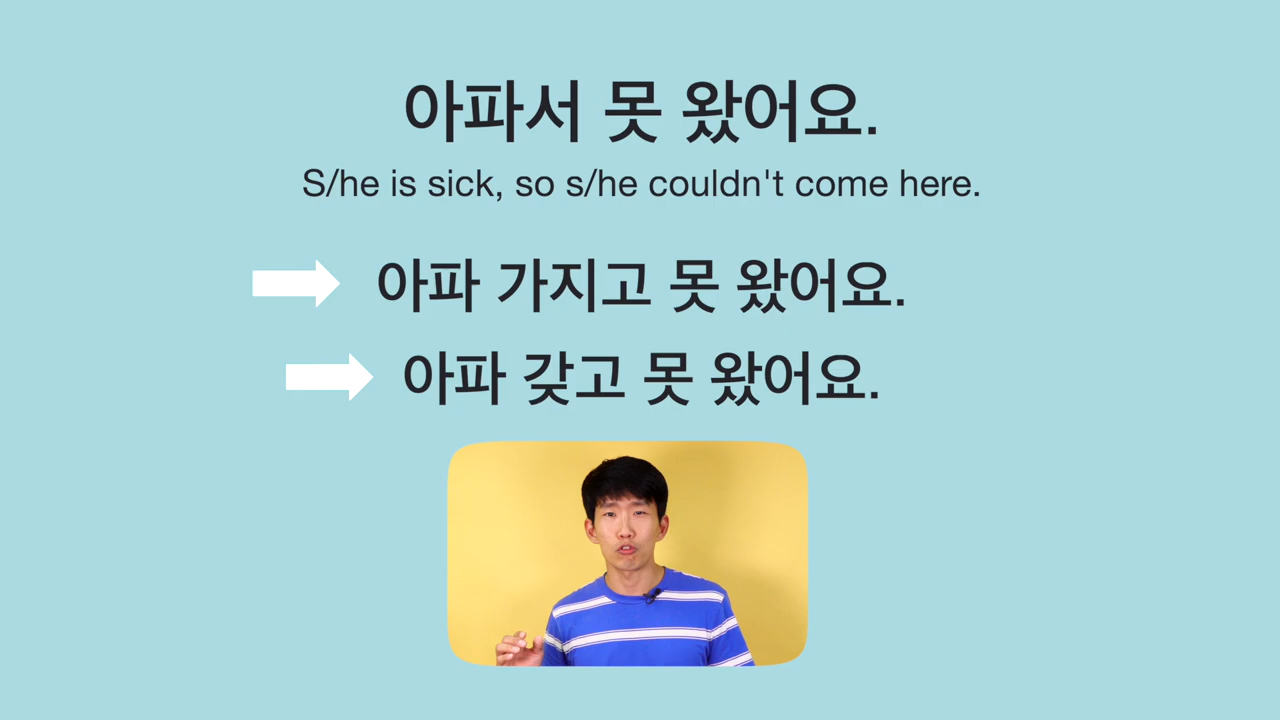 아파서 못 왔어요.
S/he is sick, so s/he couldn't come here.
아파 가지고 못 왔어요.
아파 갖고 못 왔어요.